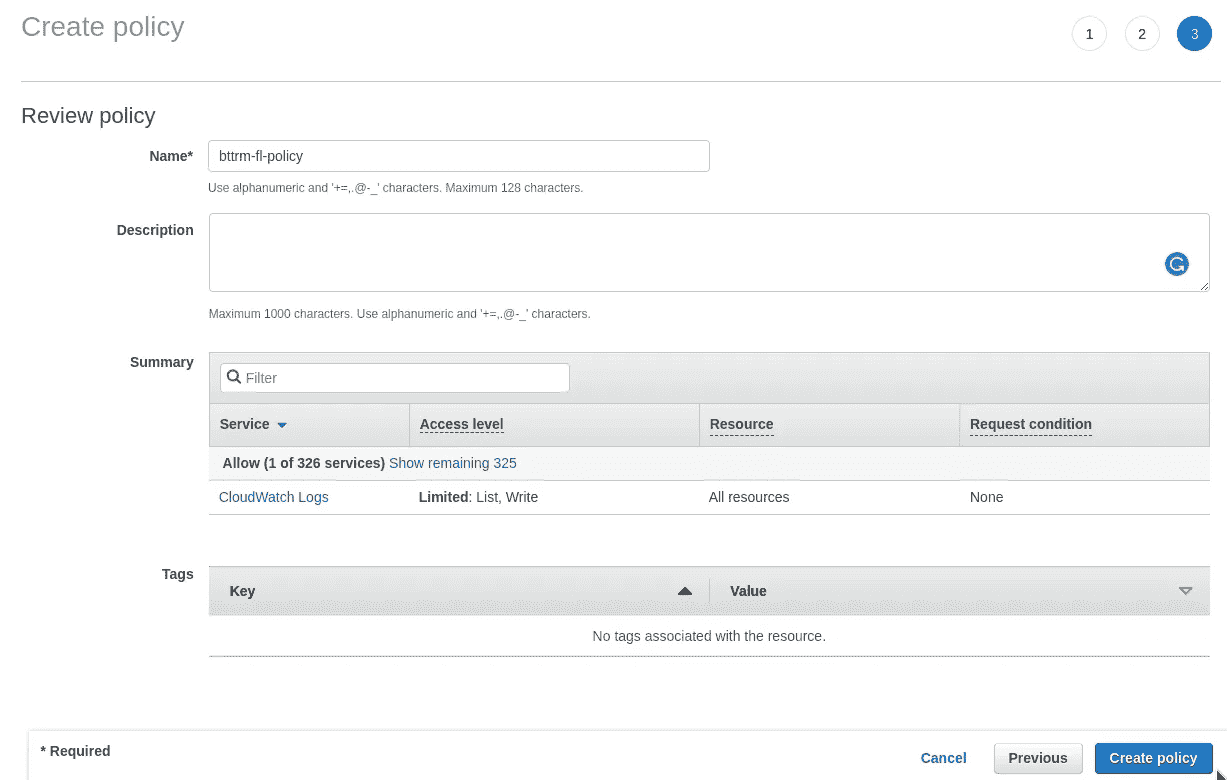 Create policy
1 2 3
Review policy
Name* bttrm-fl-policy
Use alphanumeric and '+=,.@-_' characters. Maximum 128 characters.
Description
Maximum 1000 characters. Use alphanumeric and '+=,.@-_' characters.
Summary Filter
Service Access level Resource Request condition
Allow (1 of 326 services) Show remaining 325
CloudWatch Logs Limited: List, Write All resources None
Tags Key Value
No tags associated with the resource.
* Required Cancel Previous Create policy